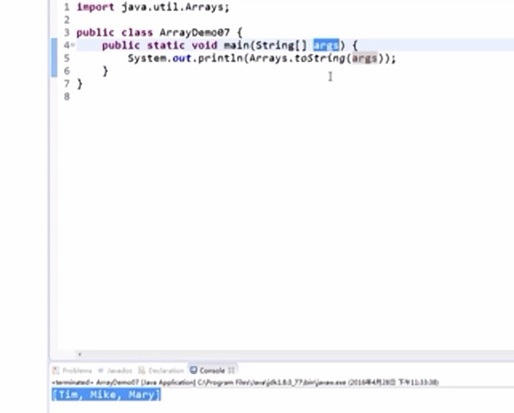 1 import java.util.Arrays;
2
3 public class ArrayDemo07 {
4 public static void main(String[] args) {
5 System.out.println(Arrays.toString(args));
6 }
7 }
8
Problems Javadoc Declaration Console
<terminated> ArrayDemo07 [Java Application] C:\Program Files\Java\jdk1.8.0_77\bin\javaw.exe (2016年4月28日 下午11:33:38)
[Tim, Mike, Mary]